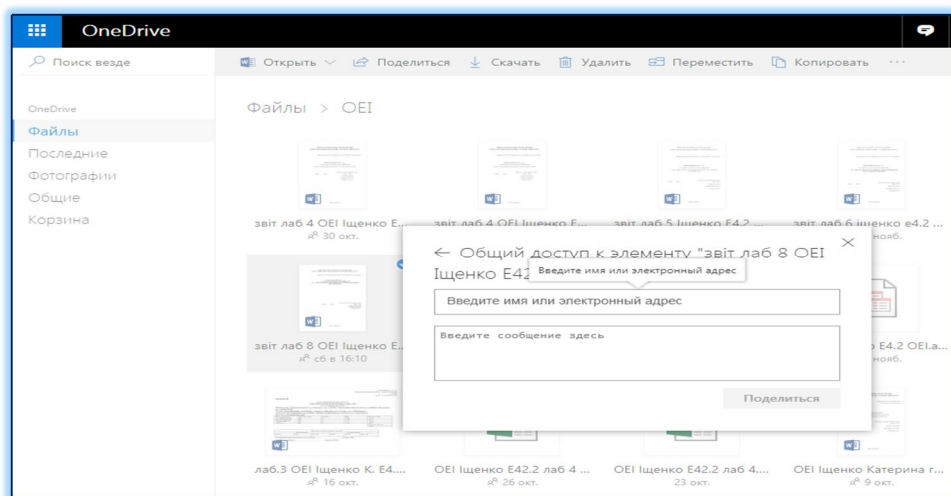 OneDrive
Поиск везде
Открыть Поделиться Скачать Удалить Переместить Копировать ...
OneDrive
Файлы
Последние
Фотографии
Общие
Корзина
Файлы > OEI
звіт лаб 4 OEI Іщенко Е...
30 окт.
звіт лаб 4 OEI Іщенко Е...
звіт лаб 5 Іщенко Е4.2 ...
звіт лаб 6 іщенко е4.2 ...
нояб.
← Общий доступ к элементу "звіт лаб 8 OEI
Іщенко Е42
Введите имя или электронный адрес
Введите имя или электронный адрес
Введите сообщение здесь
Поделиться
звіт лаб 8 OEI Іщенко Е...
сб в 16:10
Е4.2 OEI.a...
нояб.
лаб.3 OEI Іщенко К. Е4....
16 окт.
OEI Іщенко Е42.2 лаб 4 ...
26 окт.
OEI Іщенко Е42.2 лаб 4....
23 окт.
OEI Іщенко Катерина г...
9 окт.